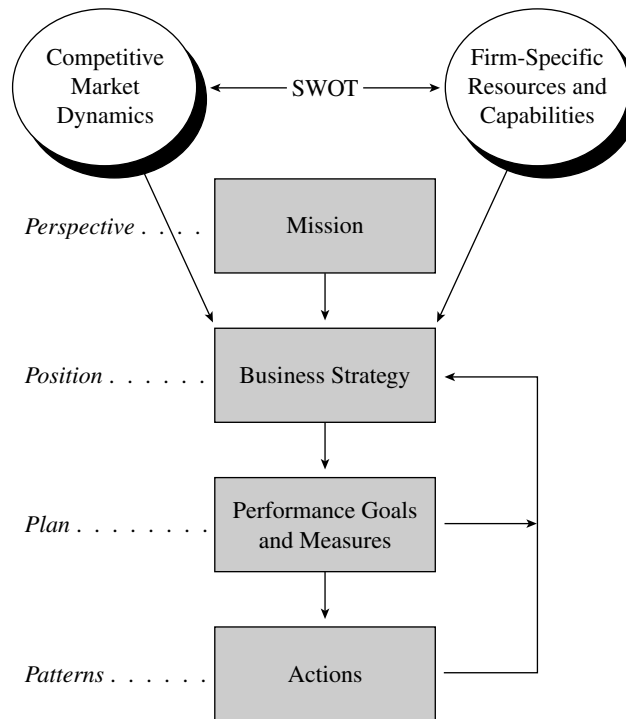 Competitive
Market
Dynamics
SWOT
Firm-Specific
Resources and
Capabilities
Perspective . . . .
Mission
Position . . . . . .
Business Strategy
Plan . . . . . . . .
Performance Goals
and Measures
Patterns . . . . . .
Actions